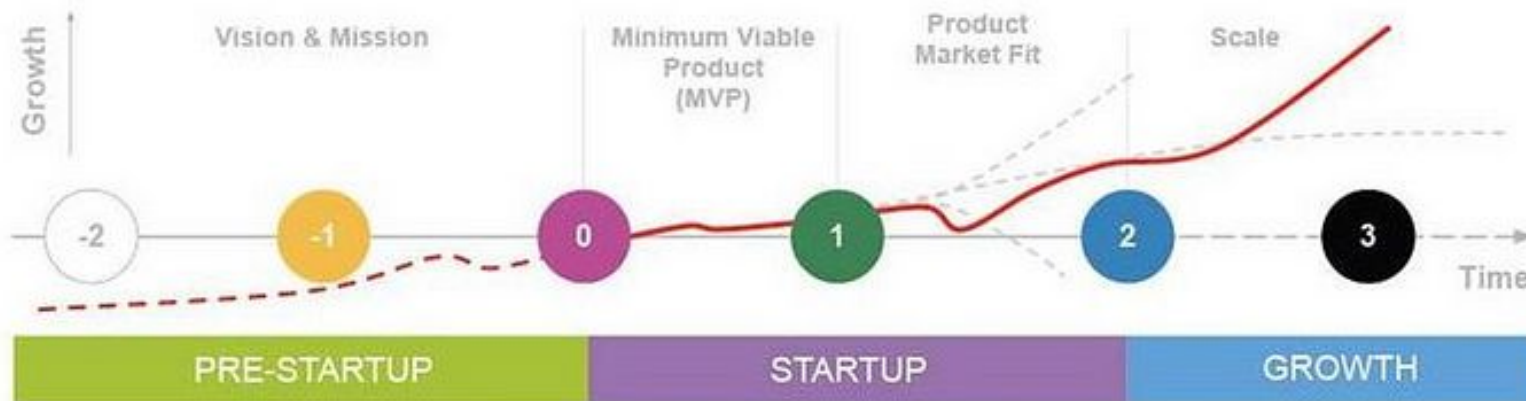 Growth
Vision & Mission
Minimum Viable
Product
(MVP)
Product
Market Fit
Scale
-2
-1
0
1
2
3
Time
PRE-STARTUP
STARTUP
GROWTH